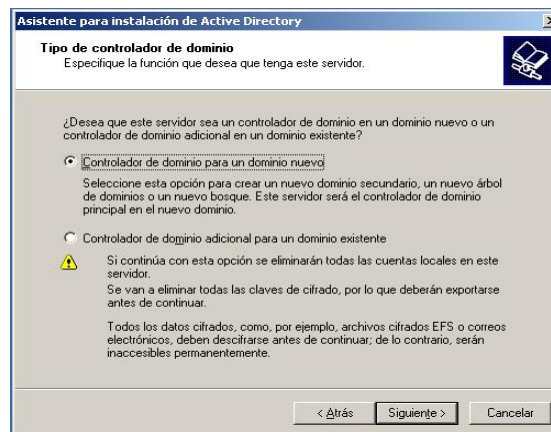 Asistente para instalación de Active Directory
Tipo de controlador de dominio
Especifique la función que desea que tenga este servidor.
¿Desea que este servidor sea un controlador de dominio en un dominio nuevo o un
controlador de dominio adicional en un dominio existente?
Controlador de dominio para un dominio nuevo
Seleccione esta opción para crear un nuevo dominio secundario, un nuevo árbol
de dominios o un nuevo bosque. Este servidor será el controlador de dominio
principal en el nuevo dominio.
Controlador de dominio adicional para un dominio existente
Si continúa con esta opción se eliminarán todas las cuentas locales en este
servidor.
Se van a eliminar todas las claves de cifrado, por lo que deberán exportarse
antes de continuar.
Todos los datos cifrados, como, por ejemplo, archivos cifrados EFS o correos
electrónicos, deben descifrarse antes de continuar; de lo contrario, serán
inaccesibles permanentemente.
< Atrás Siguiente > Cancelar